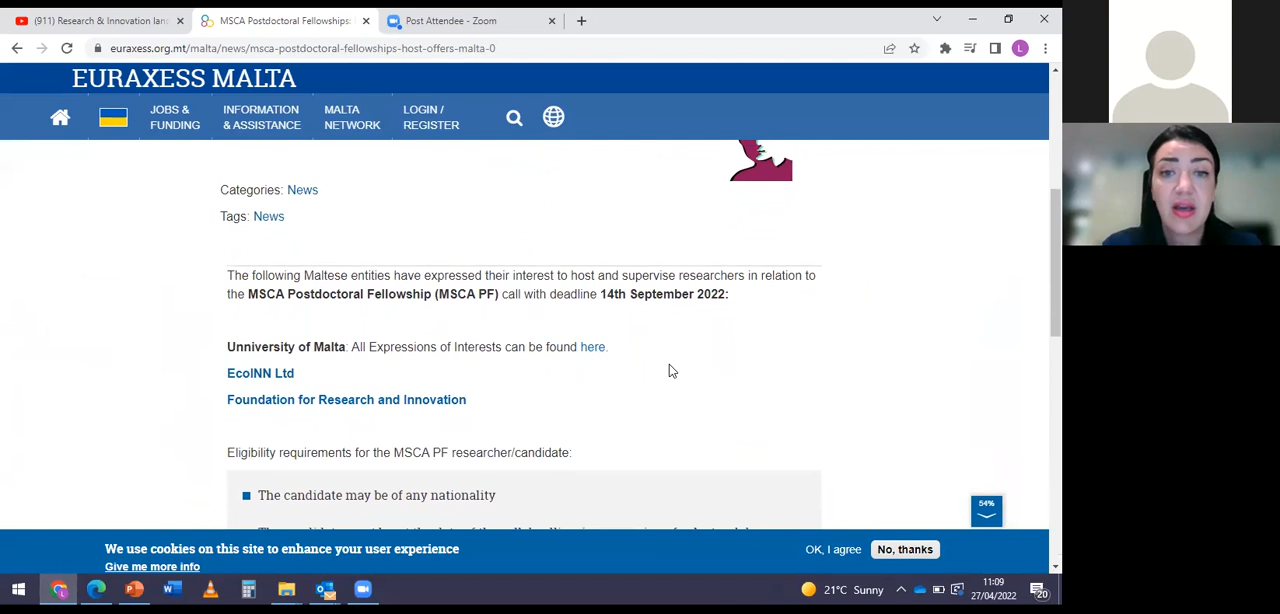 (911) Research & Innovation lan
MSCA Postdoctoral Fellowships:
Post Attendee - Zoom
euraxess.org.mt/malta/news/msca-postdoctoral-fellowships-host-offers-malta-0
L
EURAXESS MALTA
JOBS &
FUNDING
INFORMATION
& ASSISTANCE
MALTA
NETWORK
LOGIN /
REGISTER
Categories: News
Tags: News
The following Maltese entities have expressed their interest to host and supervise researchers in relation to
the MSCA Postdoctoral Fellowship (MSCA PF) call with deadline 14th September 2022:
Unniversity of Malta: All Expressions of Interests can be found here.
EcoINN Ltd
Foundation for Research and Innovation
Eligibility requirements for the MSCA PF researcher/candidate:
The candidate may be of any nationality
54%
We use cookies on this site to enhance your user experience
Give me more info
OK, I agree
No, thanks
21°C Sunny
11:09
27/04/2022
20